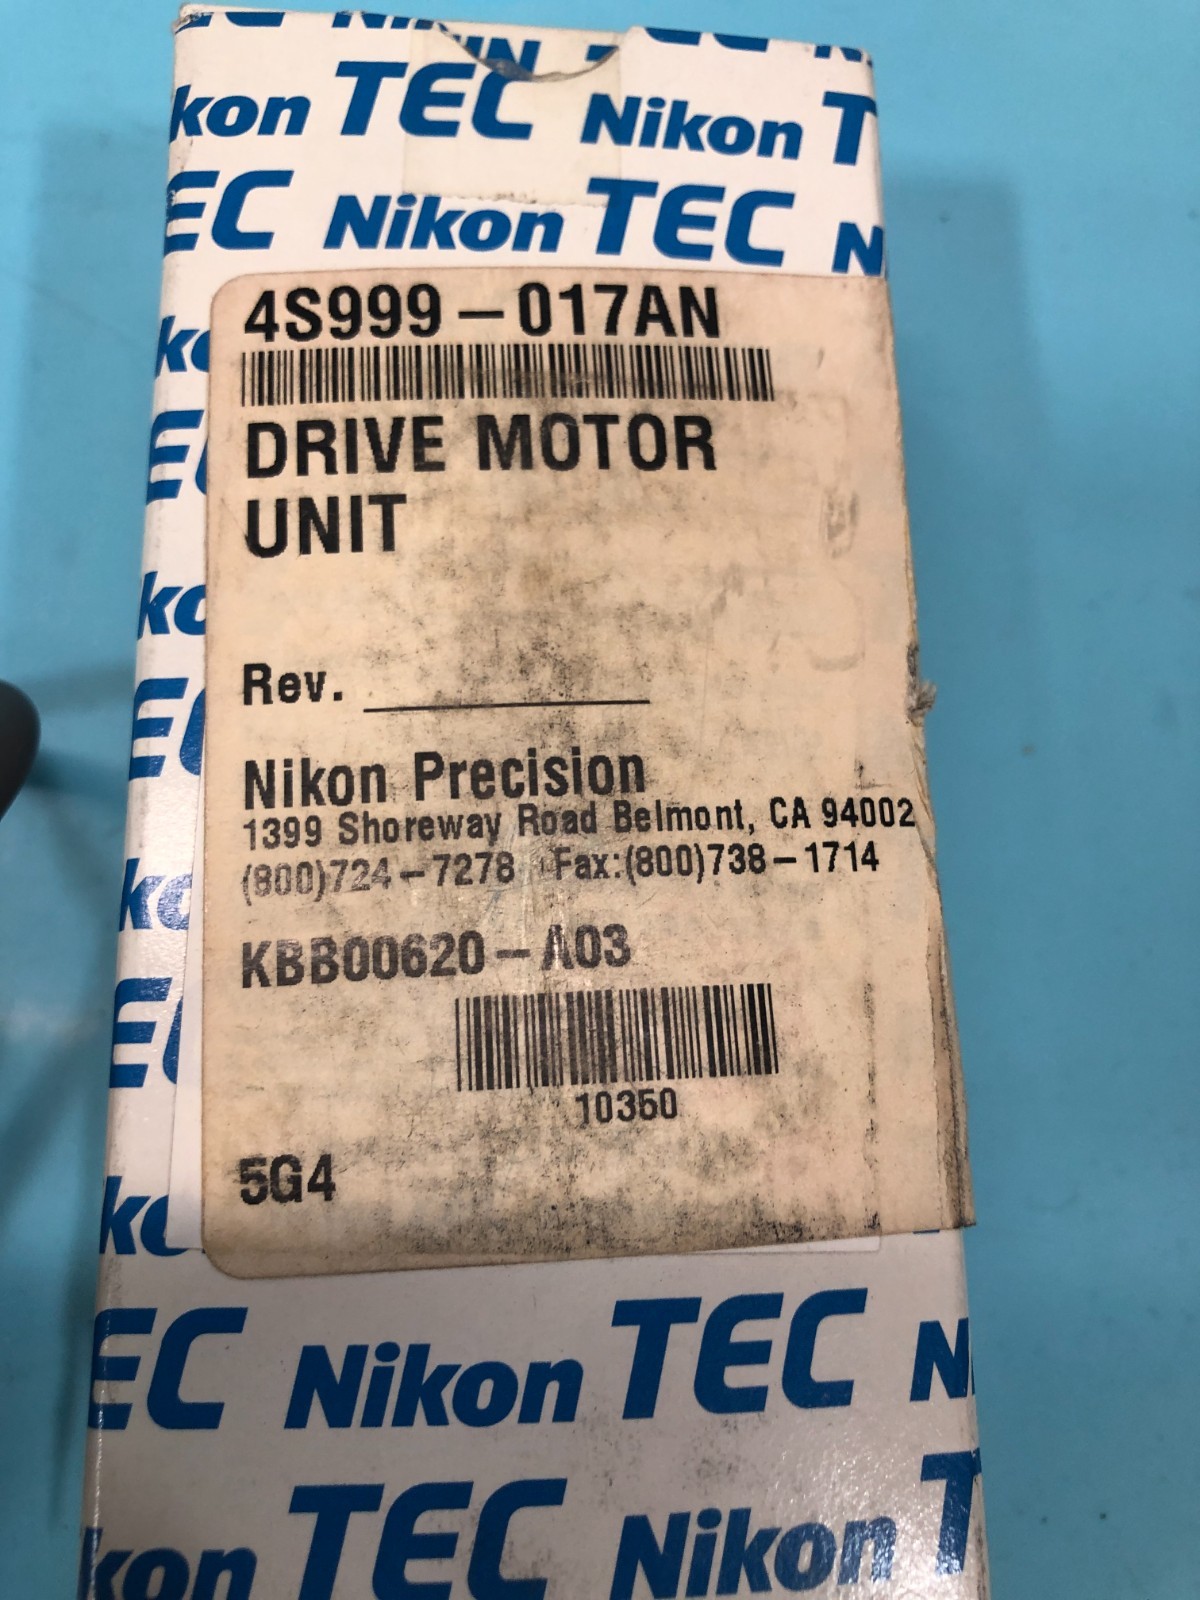 kon TEC Nikon T
EC Nikon TEC N
4S999-017AN
DRIVE MOTOR
UNIT
Rev. ____________
Nikon Precision
1399 Shoreway Road Belmont, CA 94002
(800)724-7278 Fax:(800)738-1714
KBB00620-A03
10350
5G4
EC Nikon TEC N
kon TEC Nikon T